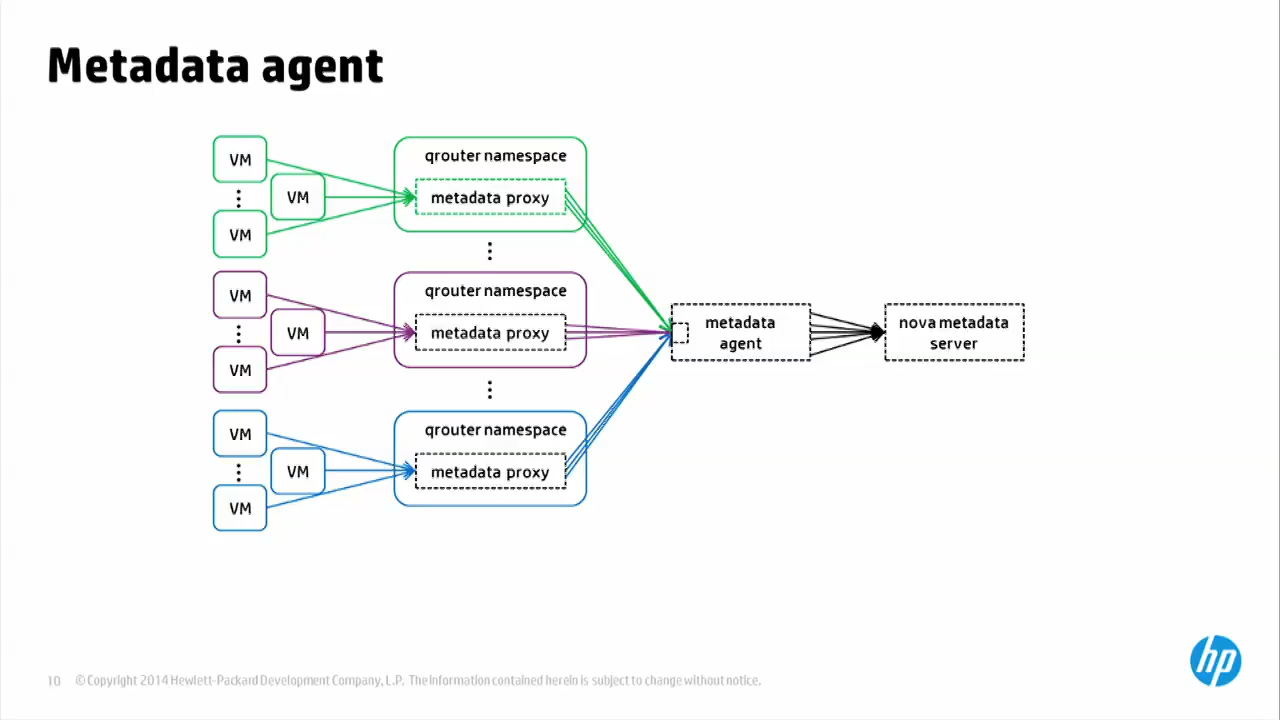 Metadata agent
VM
VM
VM
qrouter namespace
metadata proxy
VM
VM
VM
qrouter namespace
metadata proxy
metadata
agent
nova metadata
server
VM
VM
VM
qrouter namespace
metadata proxy
hp
10 © Copyright 2014 Hewlett-Packard Development Company, L.P. The information contained herein is subject to change without notice.